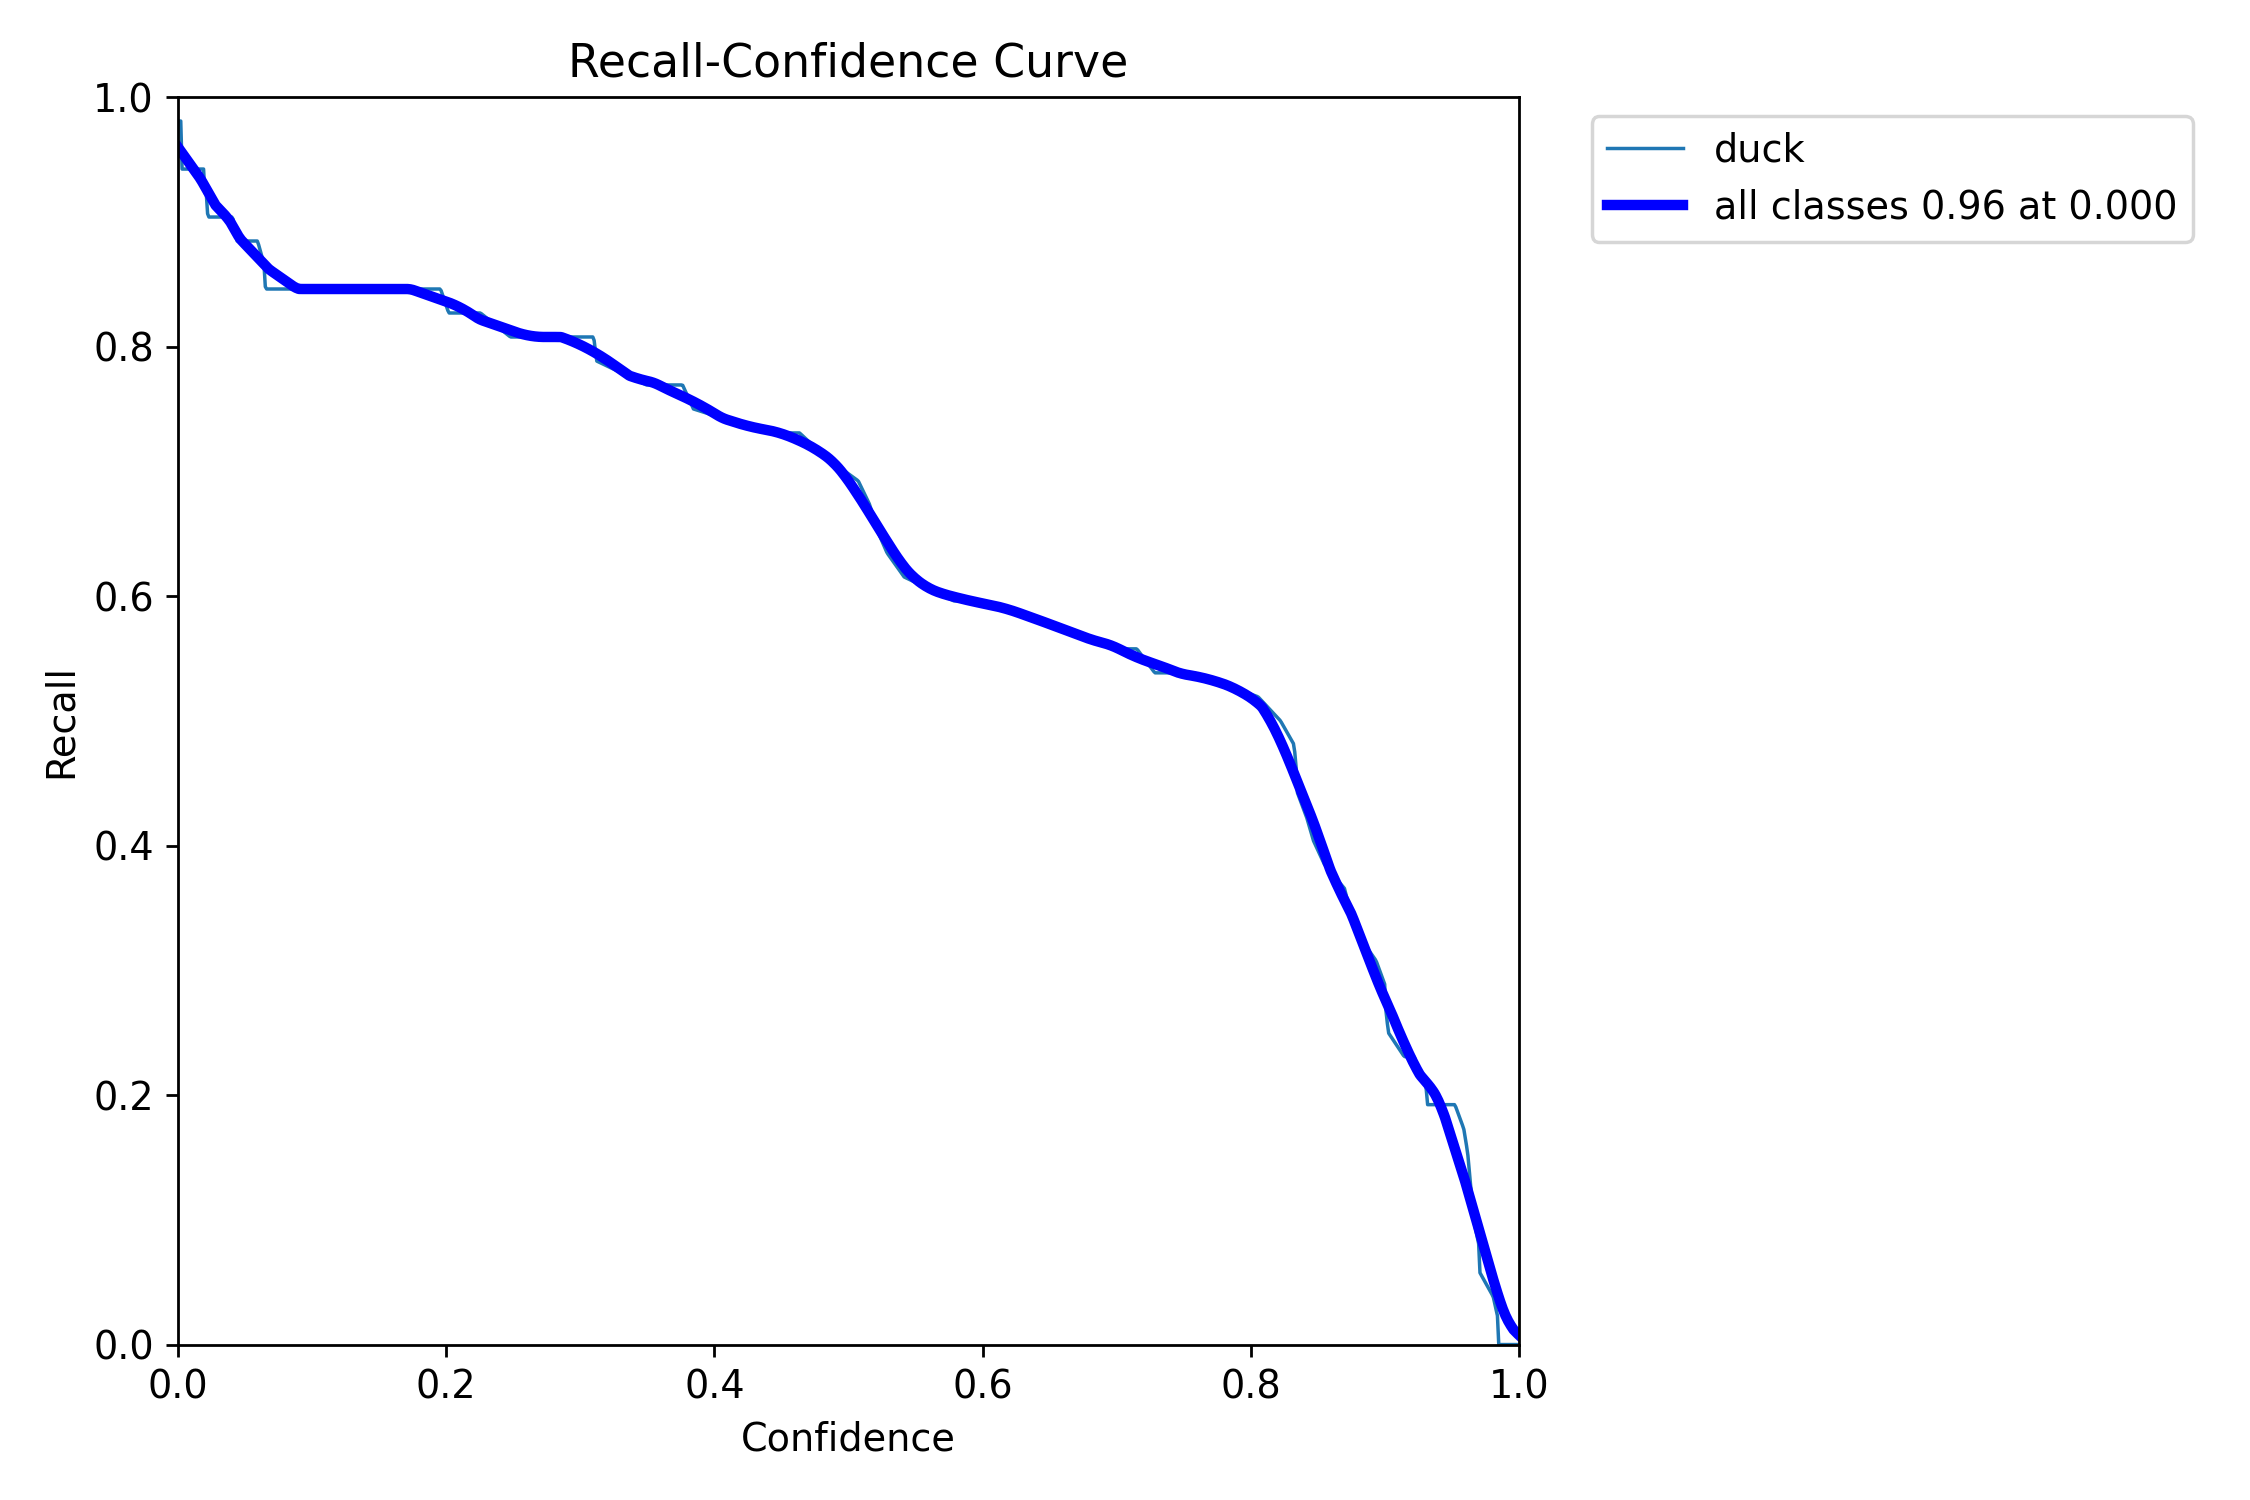 Recall-Confidence Curve
1.0
0.8
0.6
0.4
0.2
0.0
Recall
0.0 0.2 0.4 0.6 0.8 1.0
Confidence
duck
all classes 0.96 at 0.000